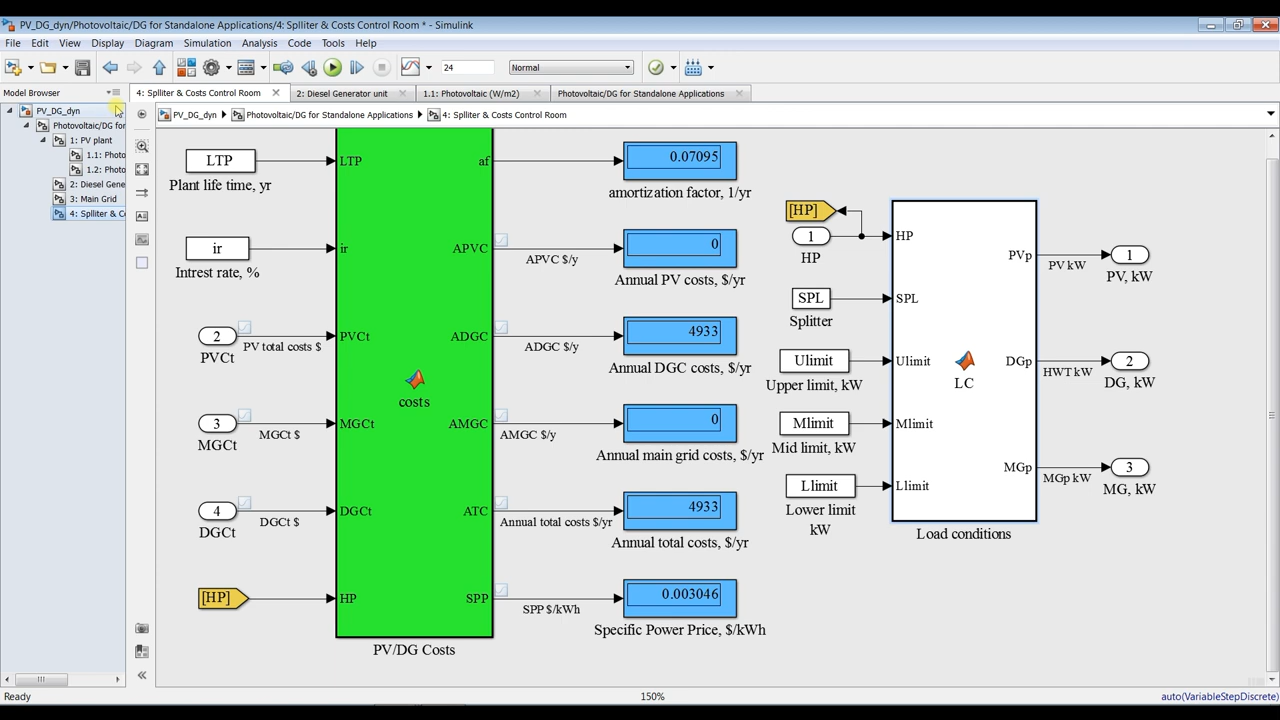 PV_DG_dyn/Photovoltaic/DG for Standalone Applications/4: Splliter & Costs Control Room * - Simulink
File Edit View Display Diagram Simulation Analysis Code Tools Help
24 Normal
Model Browser
4: Splliter & Costs Control Room
2: Diesel Generator unit
1.1: Photovoltaic (W/m2)
Photovoltaic/DG for Standalone Applications
PV_DG_dyn
Photovoltaic/DG for
1: PV plant
1.1: Photo
1.2: Photo
2: Diesel Gene
3: Main Grid
4: Splliter & Co
PV_DG_dyn Photovoltaic/DG for Standalone Applications 4: Splliter & Costs Control Room
LTP
Plant life time, yr
ir
Intrest rate, %
2
PVCt
PV total costs $
3
MGCt
MGCt $
4
DGCt
DGCt $
[HP]
LTP
ir
PVCt
MGCt
DGCt
HP
costs
af
APVC
ADGC
AMGC
ATC
SPP
PV/DG Costs
0.07095
amortization factor, 1/yr
APVC $/y
0
Annual PV costs, $/yr
ADGC $/y
4933
Annual DGC costs, $/yr
AMGC $/y
0
Annual main grid costs, $/yr
Annual total costs $/yr
4933
Annual total costs, $/yr
SPP $/kWh
0.003046
Specific Power Price, $/kWh
[HP]
1
HP
SPL
Splitter
Ulimit
Upper limit, kW
Mlimit
Mid limit, kW
Llimit
Lower limit
kW
HP
SPL
Ulimit
Mlimit
Llimit
LC
PVp
DGp
MGp
Load conditions
PV kW
1
PV, kW
HWT kW
2
DG, kW
MGp kW
3
MG, kW
Ready 150% auto(VariableStepDiscrete)